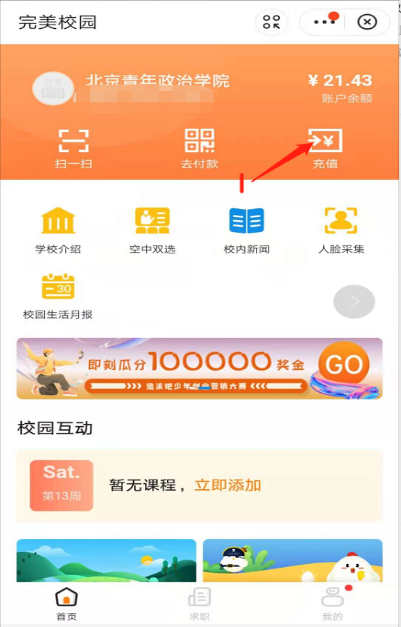 完美校园
北京青年政治学院
¥ 21.43
账户余额
扫一扫
去付款
充值
学校介绍
空中双选
校内新闻
人脸采集
30
校园生活月报
即刻瓜分100000奖金
GO
校园互动
Sat.
第13周
暂无课程，立即添加
首页
求职
我的